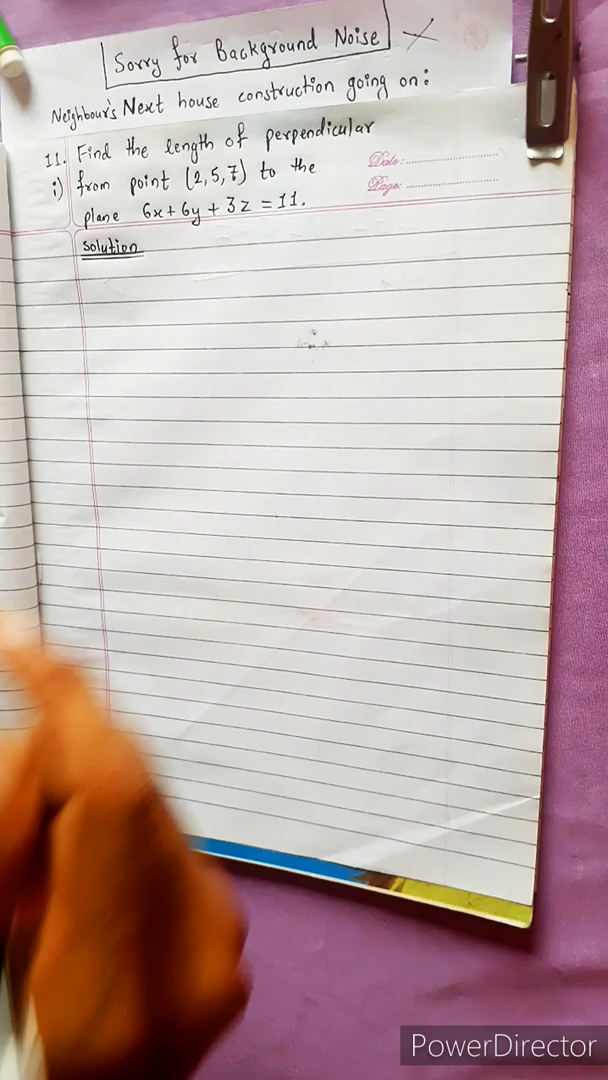 Sorry for Background Noise
Neighbour's Next house construction going on:
11. Find the length of perpendicular
i) from point (2,5,7) to the
plane 6x+6y+3z=11.
Date:
Page:
Solution
PowerDirector